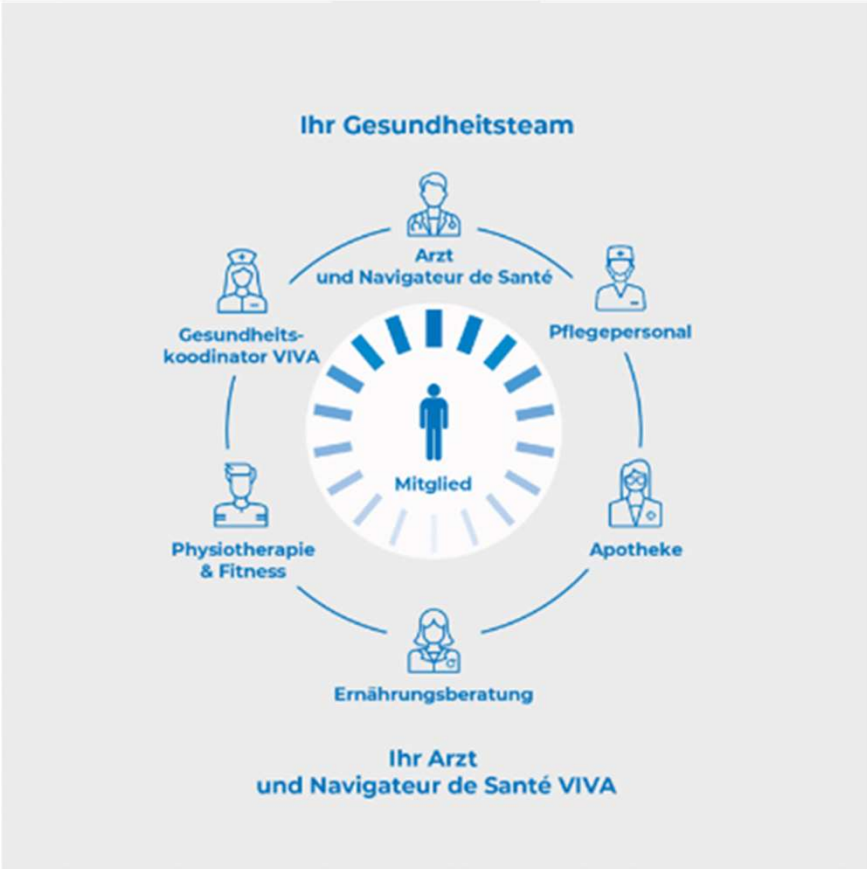 Ihr Gesundheitsteam
Arzt
und Navigateur de Santé
Gesundheits-
koodinator VIVA
Pflegepersonal
Mitglied
Physiotherapie
& Fitness
Apotheke
Ernährungsberatung
Ihr Arzt
und Navigateur de Santé VIVA